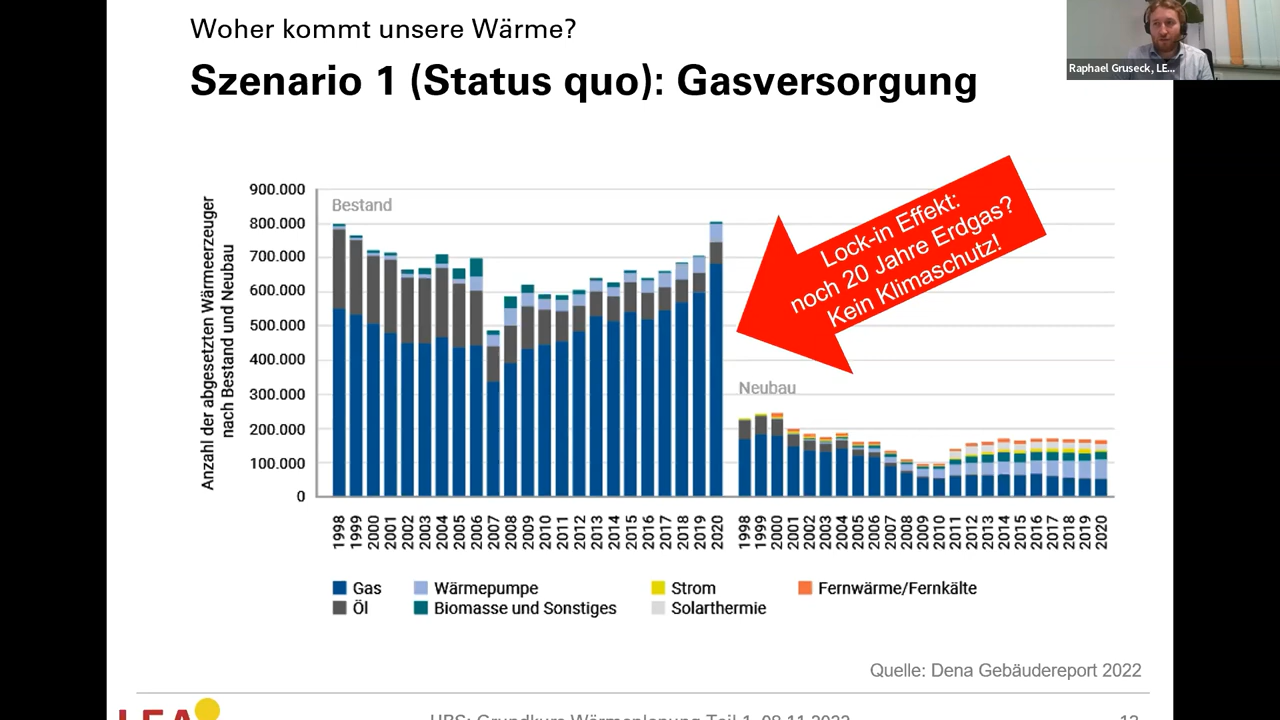 Woher kommt unsere Wärme?
Szenario 1 (Status quo): Gasversorgung
Raphael Gruseck, LE...
Anzahl der abgesetzten Wärmeerzeuger
nach Bestand und Neubau
900.000
800.000
700.000
600.000
500.000
400.000
300.000
200.000
100.000
0
Bestand
Neubau
Lock-in Effekt:
noch 20 Jahre Erdgas?
Kein Klimaschutz!
1998 1999 2000 2001 2002 2003 2004 2005 2006 2007 2008 2009 2010 2011 2012 2013 2014 2015 2016 2017 2018 2019 2020
1998 1999 2000 2001 2002 2003 2004 2005 2006 2007 2008 2009 2010 2011 2012 2013 2014 2015 2016 2017 2018 2019 2020
Gas Wärmepumpe Strom Fernwärme/Fernkälte
Öl Biomasse und Sonstiges Solarthermie
Quelle: Dena Gebäudereport 2022
LEA
Grundkurs Wärmeplanung Teil 1